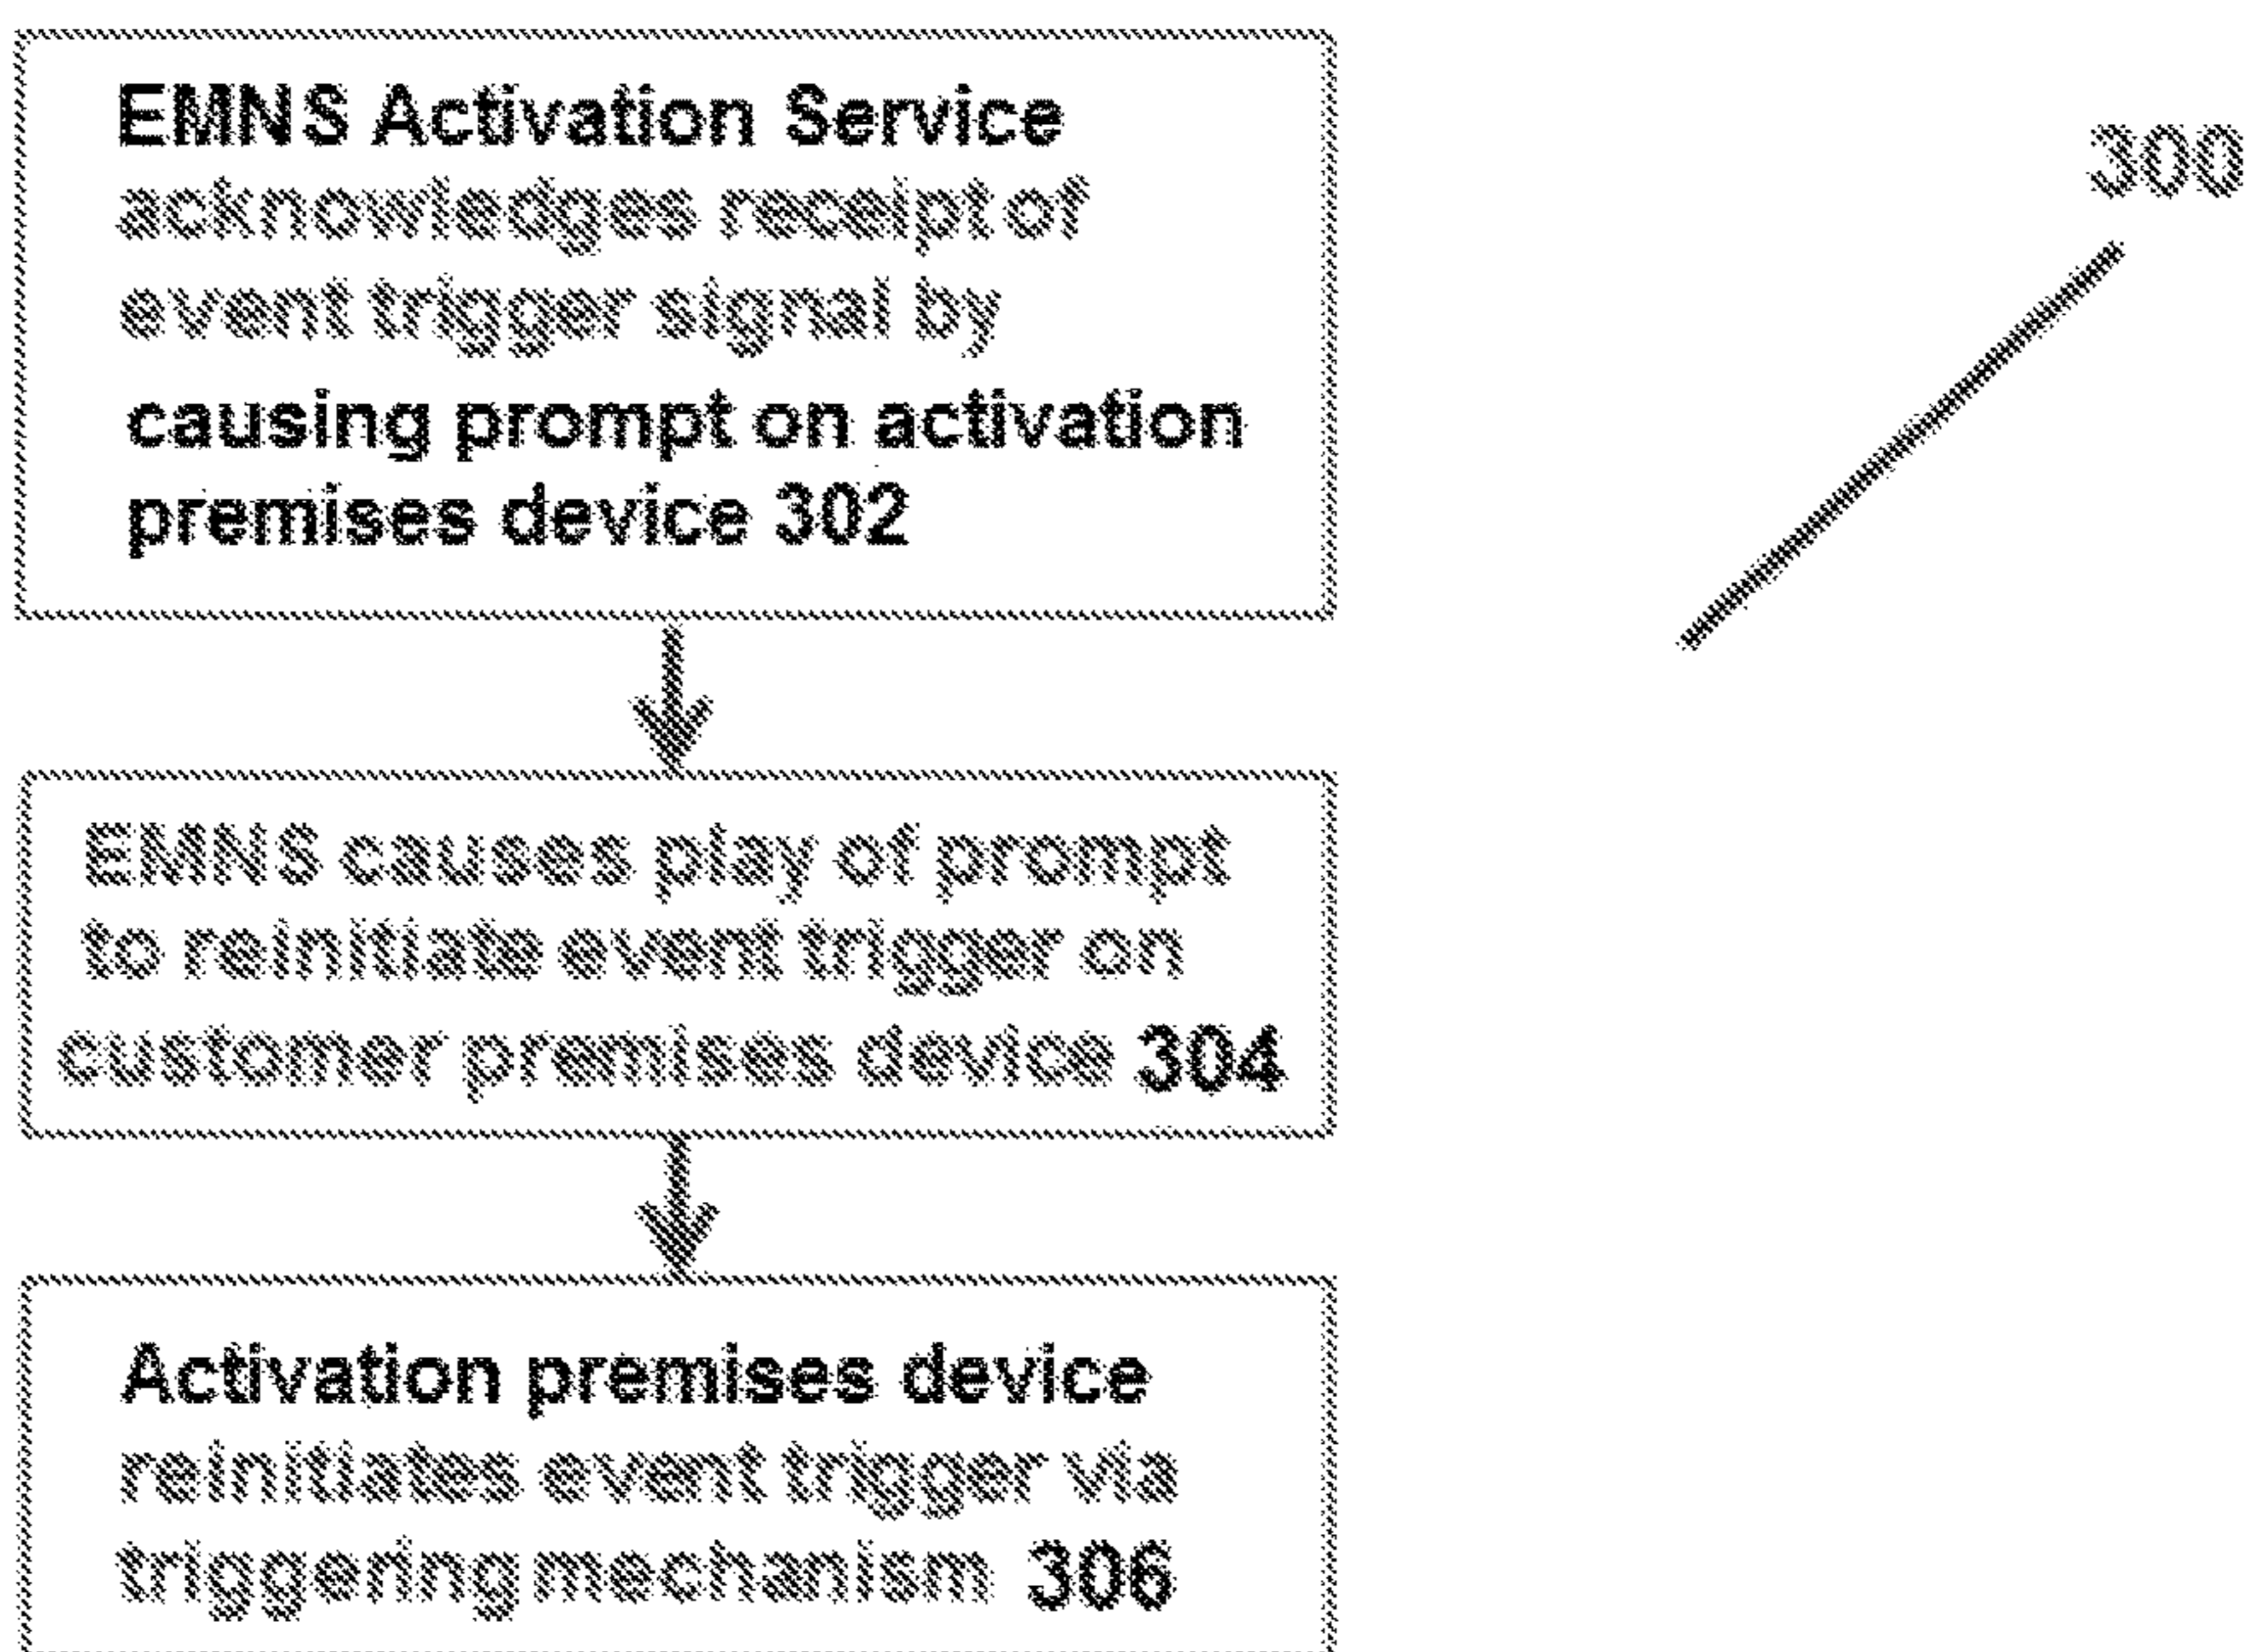 EMNS Activation Service
acknowledges receipt of
event trigger signal by
causing prompt on activation
premises device 302
300
EMNS causes play of prompt
to reinitiate event trigger on
customer premises device 304
Activation premises device
reinitiates event trigger via
triggering mechanism 306